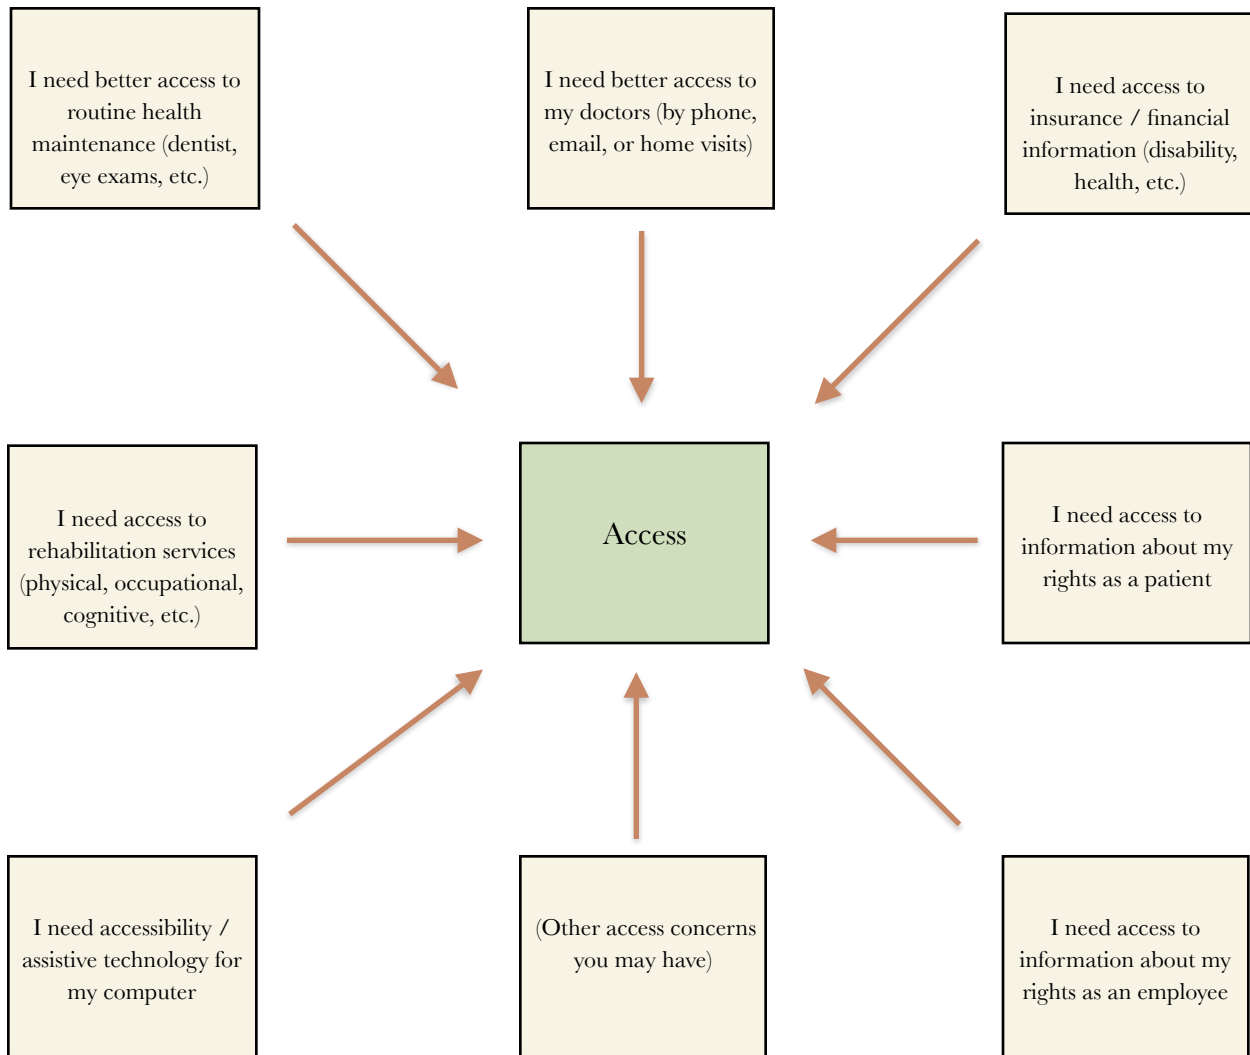 I need better access to
routine health
maintenance (dentist,
eye exams, etc.)
I need better access to
my doctors (by phone,
email, or home visits)
I need access to
insurance / financial
information (disability,
health, etc.)
I need access to
rehabilitation services
(physical, occupational,
cognitive, etc.)
Access
I need access to
information about my
rights as a patient
I need accessibility /
assistive technology for
my computer
(Other access concerns
you may have)
I need access to
information about my
rights as an employee